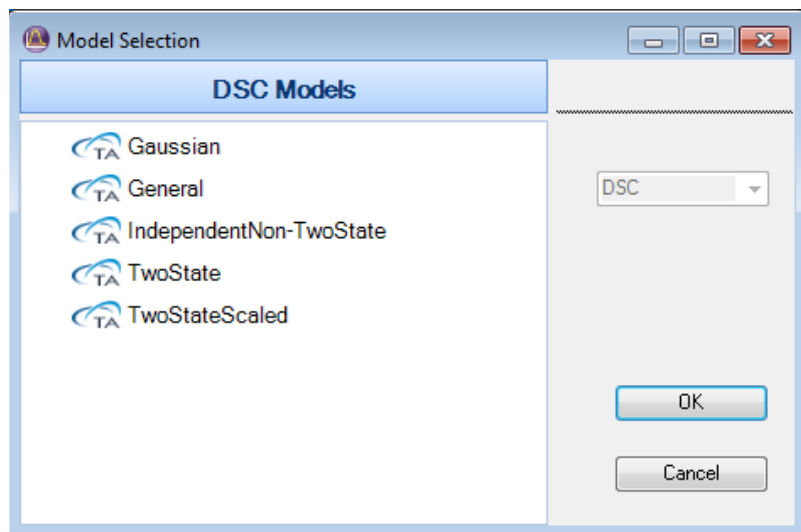 Model Selection
DSC Models
TA Gaussian
TA General
TA IndependentNon-TwoState
TA TwoState
TA TwoStateScaled
DSC
OK
Cancel